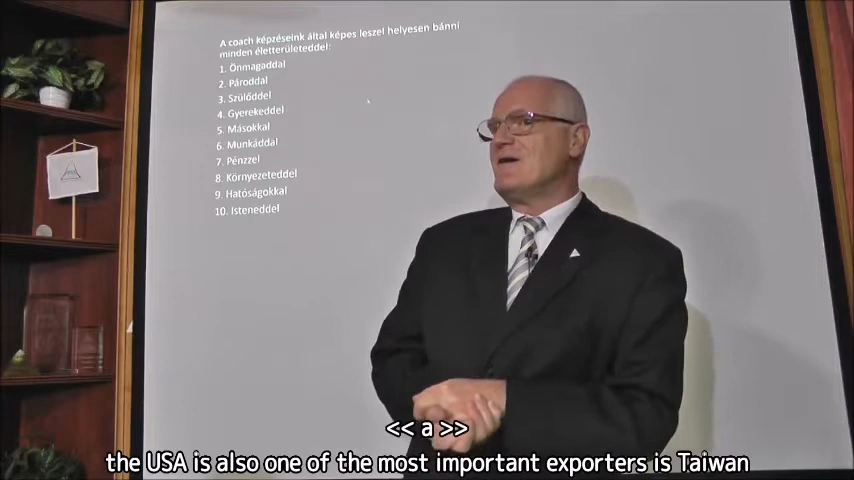 A coach képzéseink által képes leszel helyesen bánni
minden életterületeddel:
1. Önmagaddal
2. Pároddal
3. Szülőddel
4. Gyerekeddel
5. Másokkal
6. Munkáddal
7. Pénzzel
8. Környezeteddel
9. Hatóságokkal
10. Isteneddel
<< a >>
the USA is also one of the most important exporters is Taiwan